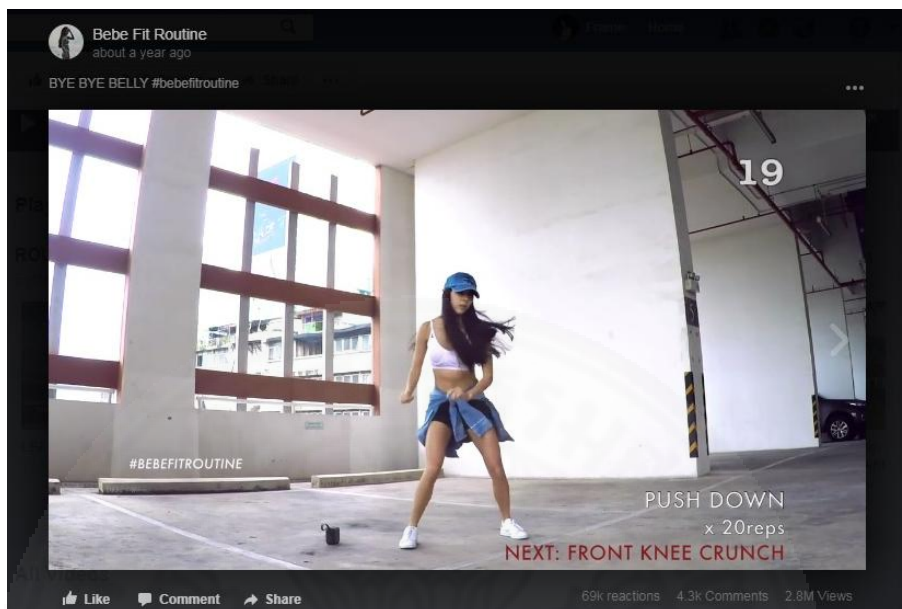 Bebe Fit Routine
about a year ago
BYE BYE BELLY #bebefitroutine
19
#BEBEFITROUTINE
PUSH DOWN
x 20reps
NEXT: FRONT KNEE CRUNCH
Like Comment Share
69k reactions 4.3k Comments 2.8M Views